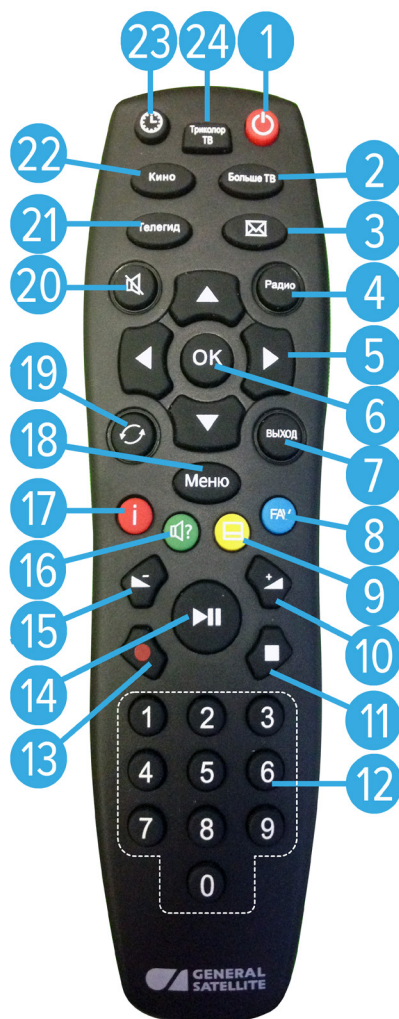 23 24 1
Триколор
ТВ
22 Кино Больше ТВ 2
21 Телегид 3
20 Радио 4
OK 5
6
19 ВЫХОД
18 Меню 7
17 i FAV 8
16 ? 9
15 - + 10
14 11
13
1 2 3
4 5 6 12
7 8 9
0
GENERAL
SATELLITE